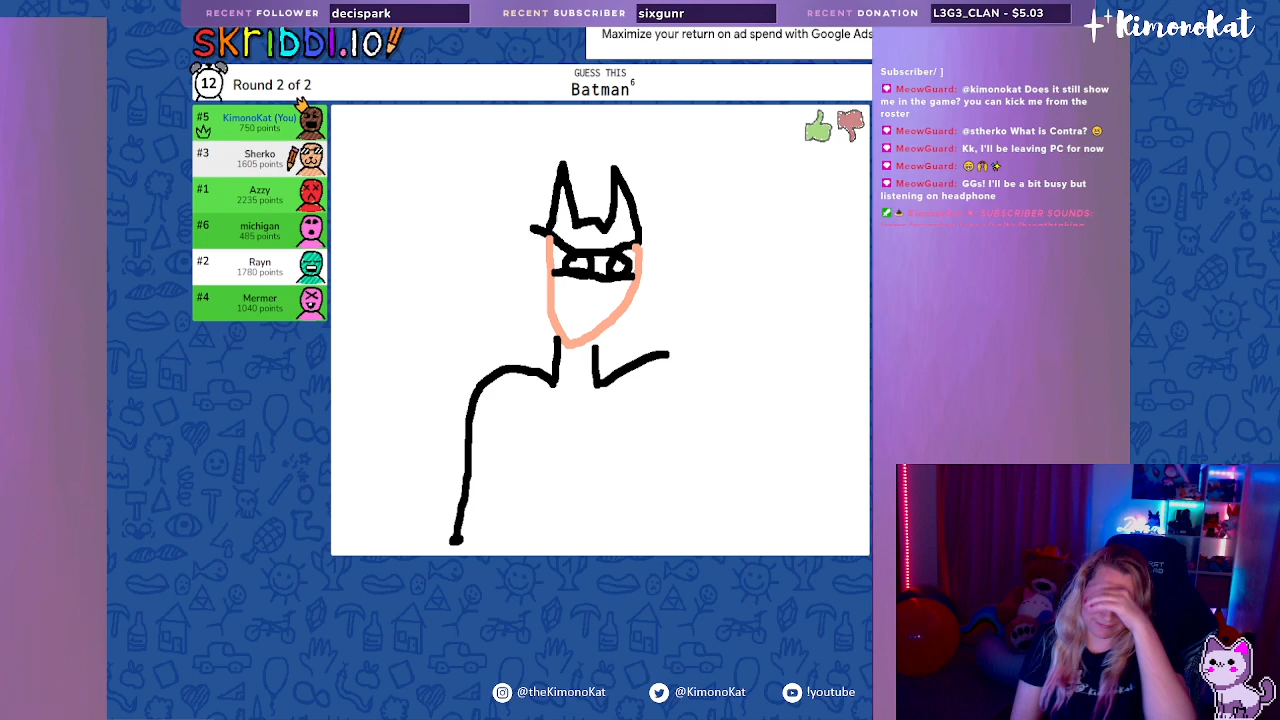 RECENT FOLLOWER decispark RECENT SUBSCRIBER sixgunr RECENT DONATION L3G3_CLAN - $5.03
KimonoKat
skribbl.io
Maximize your return on ad spend with Google Ads
12 Round 2 of 2
GUESS THIS
Batman 6
#5 KimonoKat (You)
750 points
#3 Sherko
1605 points
#1 Azzy
2235 points
#6 michigan
485 points
#2 Rayn
1780 points
#4 Mermer
1040 points
Subscriber/ ]
MeowGuard: @kimonokat Does it still show
me in the game? you can kick me from the
roster
MeowGuard: @stherko What is Contra?
MeowGuard: Kk, I'll be leaving PC for now
MeowGuard:
MeowGuard: GGs! I'll be a bit busy but
listening on headphone
SUBSCRIBER SOUNDS:
@theKimonoKat @KimonoKat !youtube